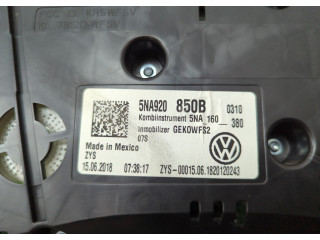 5NA920 850B 0310
Kombiinstrument 5NA 160 380
Inmobilizer GEKOWFS2
07S
Made in Mexico
ZYS
15.06.2018 07:38:17 ZYS-00015.06.1820120243